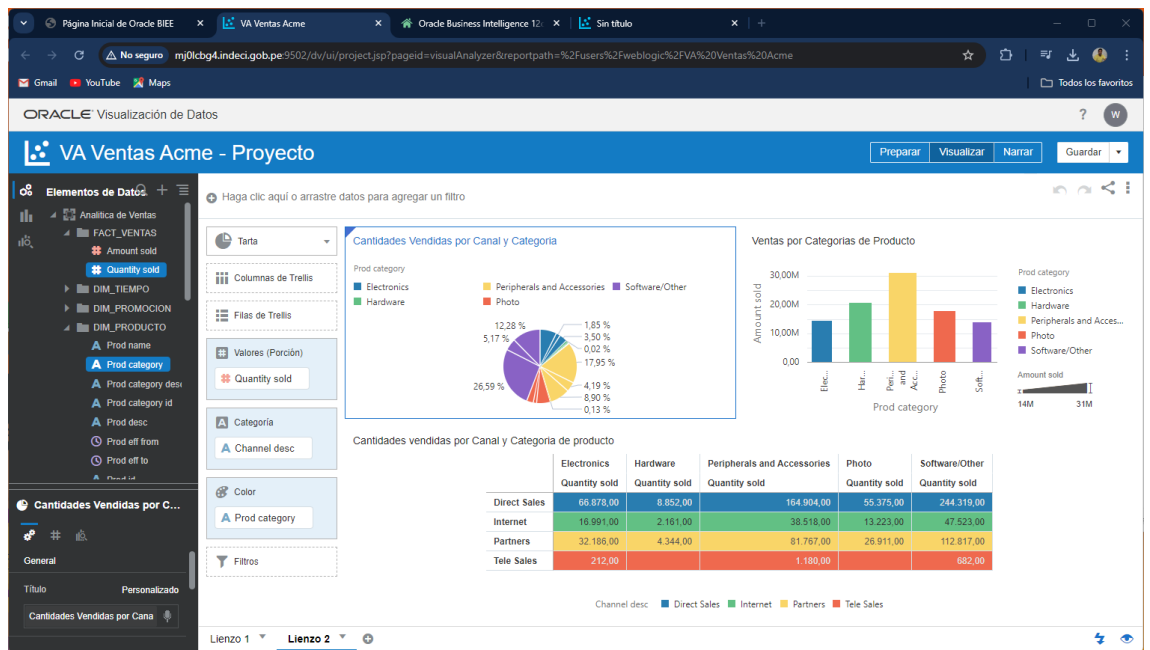 Página Inicial de Oracle BIEE
VA Ventas Acme
Oracle Business Intelligence 12
Sin título
No seguro
mj0lcbg4.indeci.gob.pe:9502/dv/ui/project.jsp?pageid=visualAnalyzer&reportpath=%2Fusers%2Fweblogic%2FVA%20Ventas%20Acme
Gmail
YouTube
Maps
Todos los favoritos
ORACLE Visualización de Datos
?
W
VA Ventas Acme - Proyecto
Preparar
Visualizar
Narrar
Guardar
Elementos de Datos
Haga clic aquí o arrastre datos para agregar un filtro
Analítica de Ventas
FACT_VENTAS
Amount sold
Quantity sold
DIM_TIEMPO
DIM_PROMOCION
DIM_PRODUCTO
Prod name
Prod category
Prod category desc
Prod category id
Prod desc
Prod eff from
Prod eff to
Prod id
Cantidades Vendidas por C...
General
Título
Personalizado
Cantidades Vendidas por Cana
Tarta
Columnas de Trellis
Filas de Trellis
Valores (Porción)
Quantity sold
Categoría
Channel desc
Color
Prod category
Filtros
Cantidades Vendidas por Canal y Categoria
Prod category
Electronics
Peripherals and Accessories
Software/Other
Hardware
Photo
12,28 %
5,17 %
26,59 %
1,85 %
3,50 %
0,02 %
17,95 %
4,19 %
8,90 %
0,13 %
Ventas por Categorias de Producto
Amount sold
30,00M
20,00M
10,00M
0,00
Elec...
Har...
Peri... and Acc...
Photo
Soft...
Prod category
Prod category
Electronics
Hardware
Peripherals and Acces...
Photo
Software/Other
Amount sold
14M
31M
Cantidades vendidas por Canal y Categoria de producto
Electronics Hardware Peripherals and Accessories Photo Software/Other
Quantity sold Quantity sold Quantity sold Quantity sold Quantity sold
Direct Sales 66.878,00 8.852,00 164.904,00 55.375,00 244.319,00
Internet 16.991,00 2.161,00 38.518,00 13.223,00 47.523,00
Partners 32.186,00 4.344,00 81.767,00 26.911,00 112.817,00
Tele Sales 212,00 1.180,00 682,00
Channel desc Direct Sales Internet Partners Tele Sales
Lienzo 1
Lienzo 2